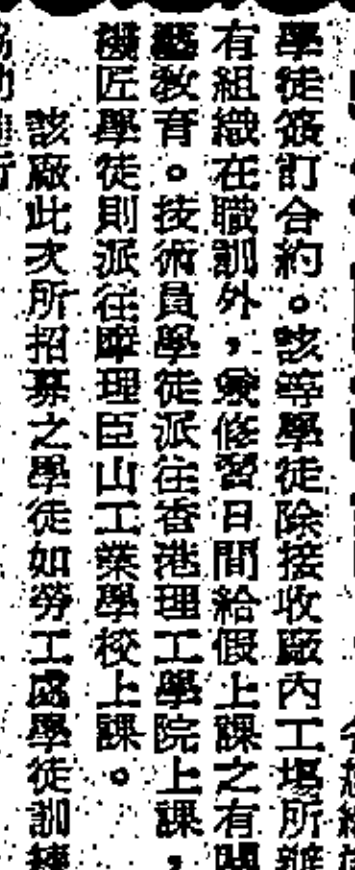 學徒簽訂合約。該等學徒除接收廠內工塲所辦
有組織在職訓外，兼修習日間給假上課之有關
藝敎育。技術員學徒派往香港理工學院上課，
機匠學徒則派往摩理臣山工業學校上課。
該廠此次所招募之學徒如勞工處學徒訓練